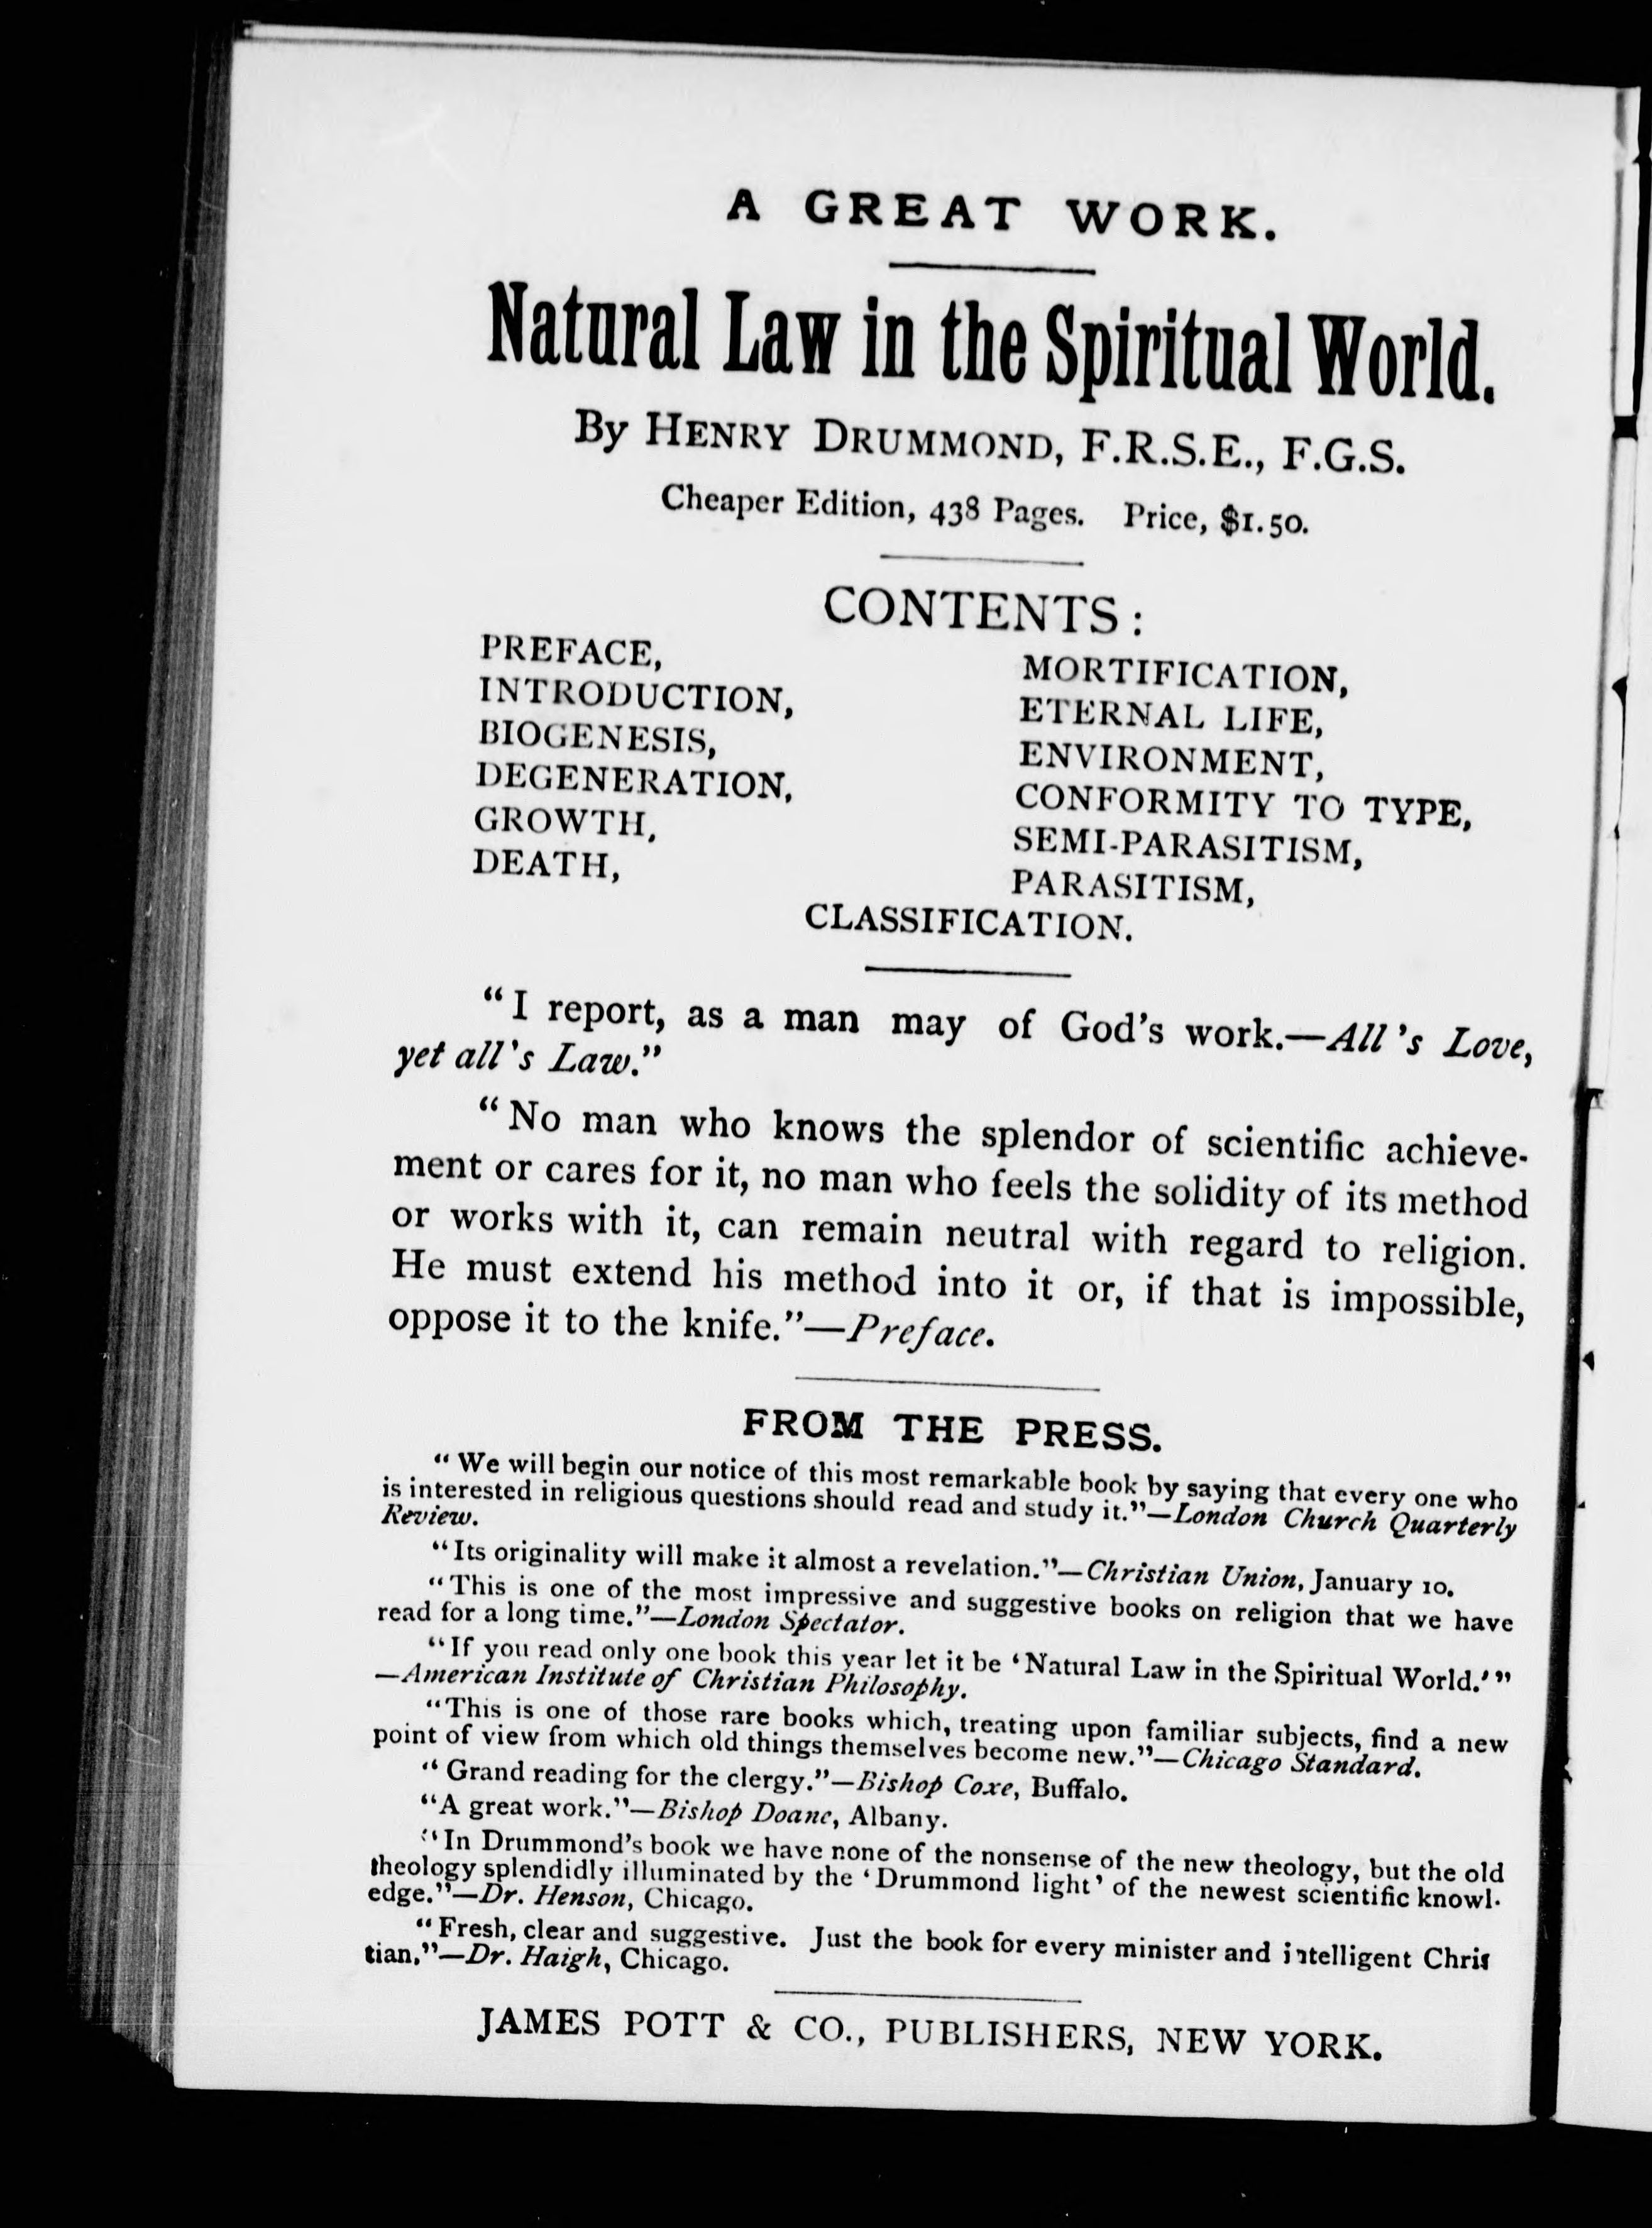 A GREAT WORK.
Natural Law in the Spiritual World.
By HENRY DRUMMOND, F.R.S.E., F.G.S.
Cheaper Edition, 438 Pages. Price, $1.50.
CONTENTS:
PREFACE,
INTRODUCTION,
BIOGENESIS,
DEGENERATION,
GROWTH,
DEATH,
MORTIFICATION,
ETERNAL LIFE,
ENVIRONMENT,
CONFORMITY TO TYPE,
SEMI-PARASITISM,
PARASITISM,
CLASSIFICATION.
"I report, as a man may of God's work.—All's Love,
yet all's Law."
"No man who knows the splendor of scientific achieve-
ment or cares for it, no man who feels the solidity of its method
or works with it, can remain neutral with regard to religion.
He must extend his method into it or, if that is impossible,
oppose it to the knife."—Preface.
FROM THE PRESS.
"We will begin our notice of this most remarkable book by saying that every one who
is interested in religious questions should read and study it."—London Church Quarterly
Review.
"Its originality will make it almost a revelation."—Christian Union, January 10.
"This is one of the most impressive and suggestive books on religion that we have
read for a long time."—London Spectator.
"If you read only one book this year let it be 'Natural Law in the Spiritual World.'"
—American Institute of Christian Philosophy.
"This is one of those rare books which, treating upon familiar subjects, find a new
point of view from which old things themselves become new."—Chicago Standard.
"Grand reading for the clergy."—Bishop Coxe, Buffalo.
"A great work."—Bishop Doane, Albany.
"In Drummond's book we have none of the nonsense of the new theology, but the old
theology splendidly illuminated by the 'Drummond light' of the newest scientific knowl-
edge."—Dr. Henson, Chicago.
"Fresh, clear and suggestive. Just the book for every minister and intelligent Chris
tian,"—Dr. Haigh, Chicago.
JAMES POTT & CO., PUBLISHERS, NEW YORK.